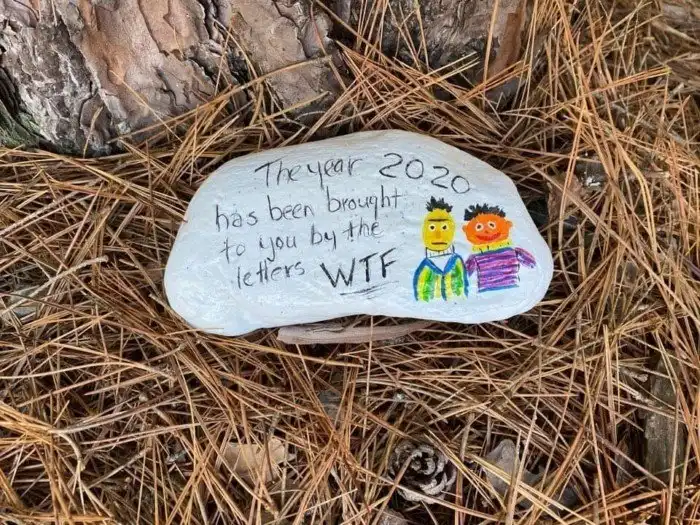 The year 2020
has been brought
to you by the
letters WTF